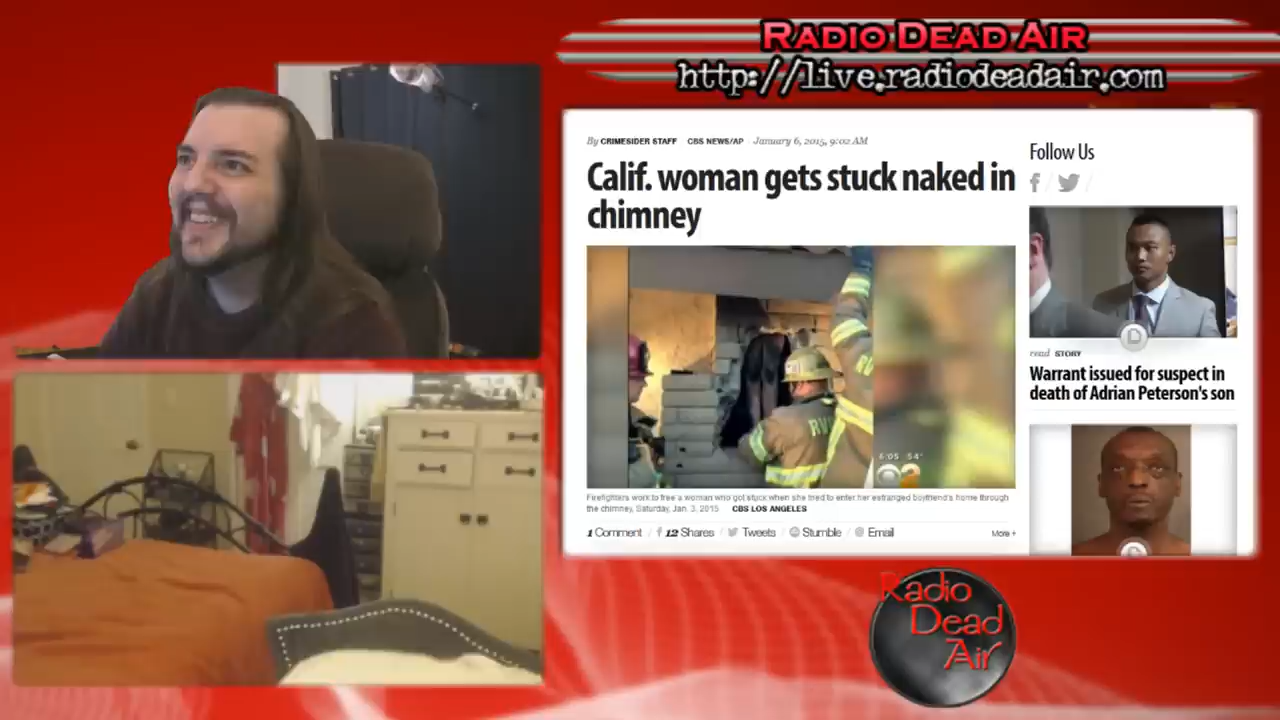 RADIO DEAD AIR
http://live.radiodeadair.com
By CRIMESIDER STAFF CBS NEWS/AP January 6, 2015, 9:02 AM
Calif. woman gets stuck naked in
chimney
6:05 54°
2
Firefighters work to free a woman who got stuck when she tried to enter her estranged boyfriend's home through
the chimney, Saturday, Jan. 3, 2015 CBS LOS ANGELES
1 Comment / f 12 Shares / Tweets / Stumble / Email More +
Follow Us
f / /
read STORY
Warrant issued for suspect in
death of Adrian Peterson's son
Radio
Dead
Air